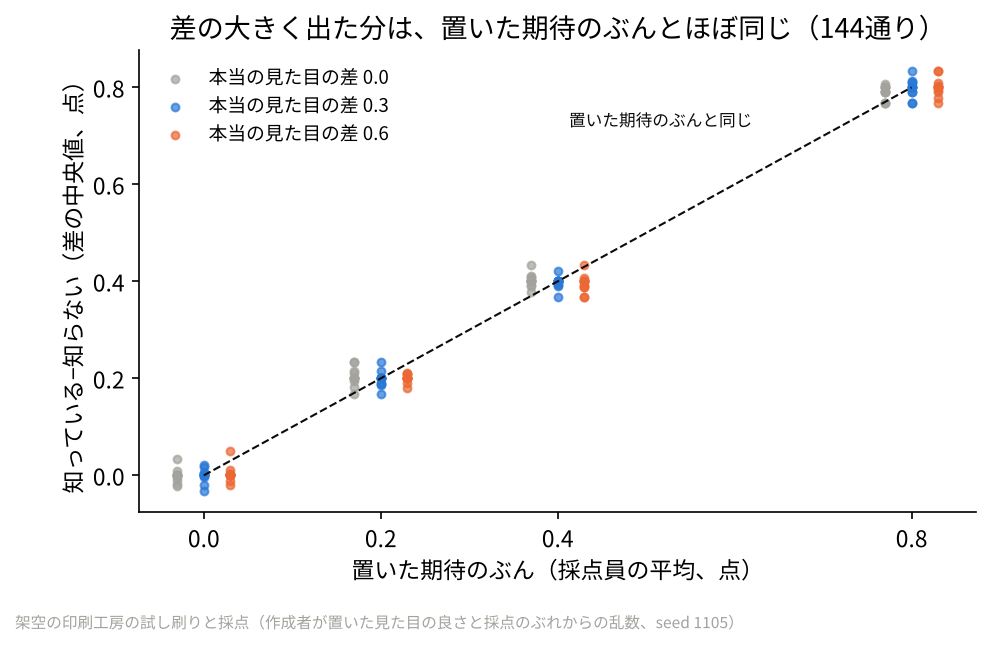 差の大きく出た分は、置いた期待のぶんとほぼ同じ（144通り）
本当の見た目の差 0.0
本当の見た目の差 0.3
本当の見た目の差 0.6
置いた期待のぶんと同じ
知っている−知らない（差の中央値、点）
0.8
0.6
0.4
0.2
0.0
0.0
0.2
0.4
0.8
置いた期待のぶん（採点員の平均、点）
架空の印刷工房の試し刷りと採点（作成者が置いた見た目の良さと採点のぶれからの乱数、seed 1105）